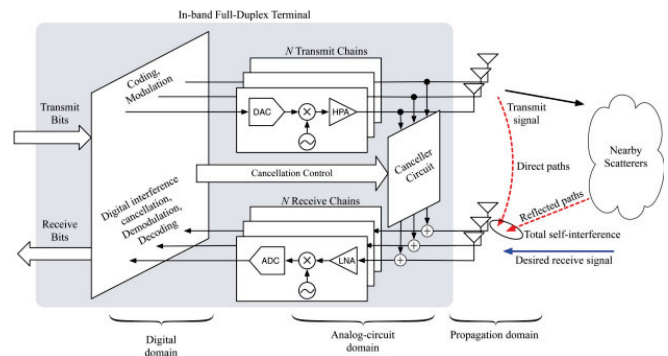 In-band Full-Duplex Terminal
N Transmit Chains
Coding,
Modulation
Transmit
Bits
DAC
HPA
Transmit
signal
Nearby
Scatterers
Direct paths
Cancellation Control
Canceller
Circuit
Digital interference
cancellation,
Demodulation,
Decoding
Receive
Bits
N Receive Chains
ADC
LNA
Reflected paths
Total self-interference
Desired receive signal
Digital
domain
Analog-circuit
domain
Propagation domain